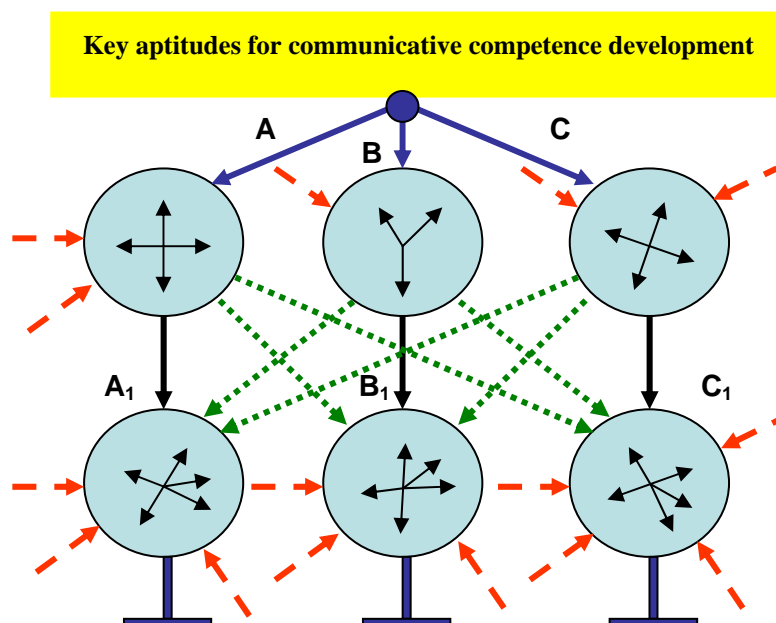 Key aptitudes for communicative competence development
A
B
C
A₁
B₁
C₁